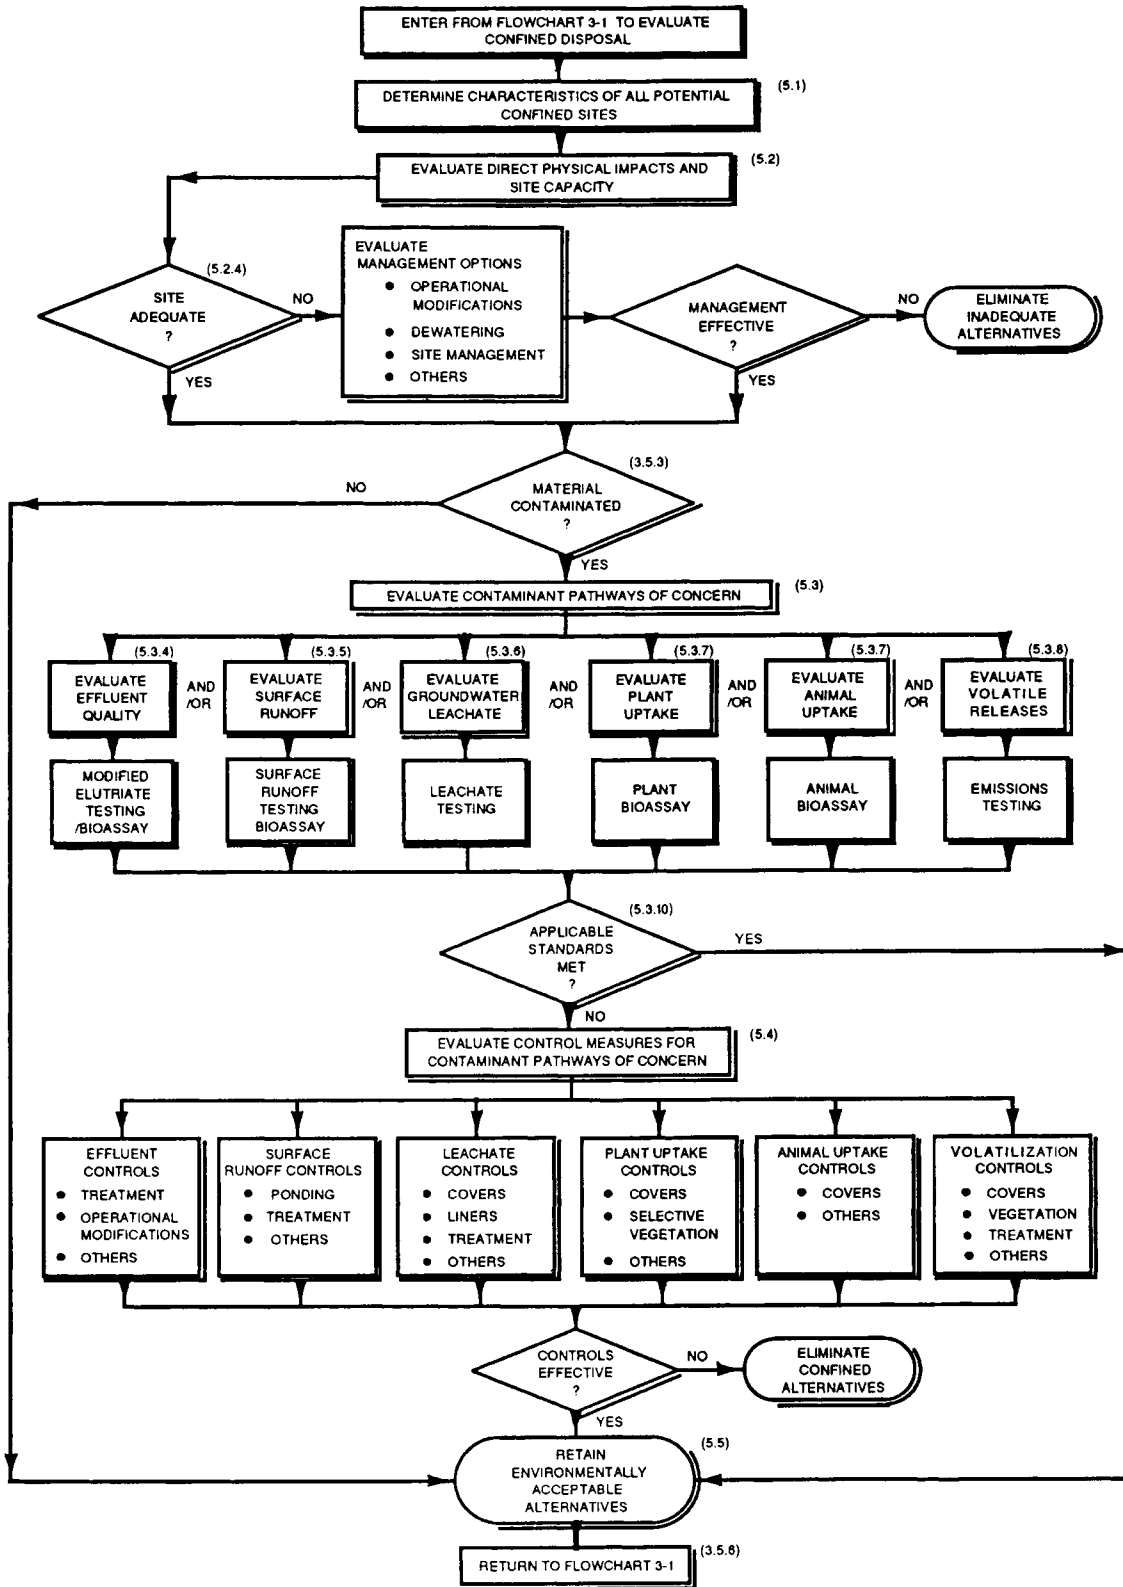 ENTER FROM FLOWCHART 3-1 TO EVALUATE
CONFINED DISPOSAL
(5.1)
DETERMINE CHARACTERISTICS OF ALL POTENTIAL
CONFINED SITES
(5.2)
EVALUATE DIRECT PHYSICAL IMPACTS AND
SITE CAPACITY
(5.2.4)
SITE
ADEQUATE
?
NO
YES
EVALUATE
MANAGEMENT OPTIONS
● OPERATIONAL
MODIFICATIONS
● DEWATERING
● SITE MANAGEMENT
● OTHERS
MANAGEMENT
EFFECTIVE
?
NO
YES
ELIMINATE
INADEQUATE
ALTERNATIVES
(3.5.3)
MATERIAL
CONTAMINATED
?
NO
YES
(5.3)
EVALUATE CONTAMINANT PATHWAYS OF CONCERN
(5.3.4)
EVALUATE
EFFLUENT
QUALITY
AND
/OR
(5.3.5)
EVALUATE
SURFACE
RUNOFF
AND
/OR
(5.3.6)
EVALUATE
GROUNDWATER
LEACHATE
AND
/OR
(5.3.7)
EVALUATE
PLANT
UPTAKE
AND
/OR
(5.3.7)
EVALUATE
ANIMAL
UPTAKE
AND
/OR
(5.3.8)
EVALUATE
VOLATILE
RELEASES
MODIFIED
ELUTRIATE
TESTING
/BIOASSAY
SURFACE
RUNOFF
TESTING
BIOASSAY
LEACHATE
TESTING
PLANT
BIOASSAY
ANIMAL
BIOASSAY
EMISSIONS
TESTING
(5.3.10)
APPLICABLE
STANDARDS
MET
?
YES
NO
(5.4)
EVALUATE CONTROL MEASURES FOR
CONTAMINANT PATHWAYS OF CONCERN
EFFLUENT
CONTROLS
● TREATMENT
● OPERATIONAL
MODIFICATIONS
● OTHERS
SURFACE
RUNOFF CONTROLS
● PONDING
● TREATMENT
● OTHERS
LEACHATE
CONTROLS
● COVERS
● LINERS
● TREATMENT
● OTHERS
PLANT UPTAKE
CONTROLS
● COVERS
● SELECTIVE
VEGETATION
● OTHERS
ANIMAL UPTAKE
CONTROLS
● COVERS
● OTHERS
VOLATILIZATION
CONTROLS
● COVERS
● VEGETATION
● TREATMENT
● OTHERS
CONTROLS
EFFECTIVE
?
NO
YES
ELIMINATE
CONFINED
ALTERNATIVES
(5.5)
RETAIN
ENVIRONMENTALLY
ACCEPTABLE
ALTERNATIVES
(3.5.6)
RETURN TO FLOWCHART 3-1